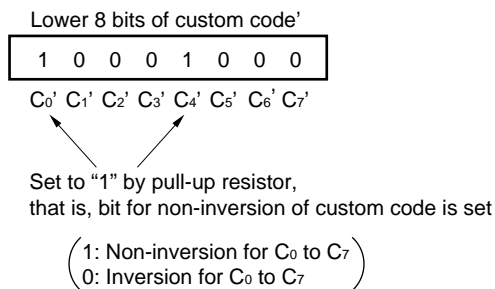 Lower 8 bits of custom code’
1 0 0 0 1 0 0 0
C0’ C1’ C2’ C3’ C4’ C5’ C6’ C7’
Set to “1” by pull-up resistor,
that is, bit for non-inversion of custom code is set
1: Non-inversion for C0 to C7
0: Inversion for C0 to C7